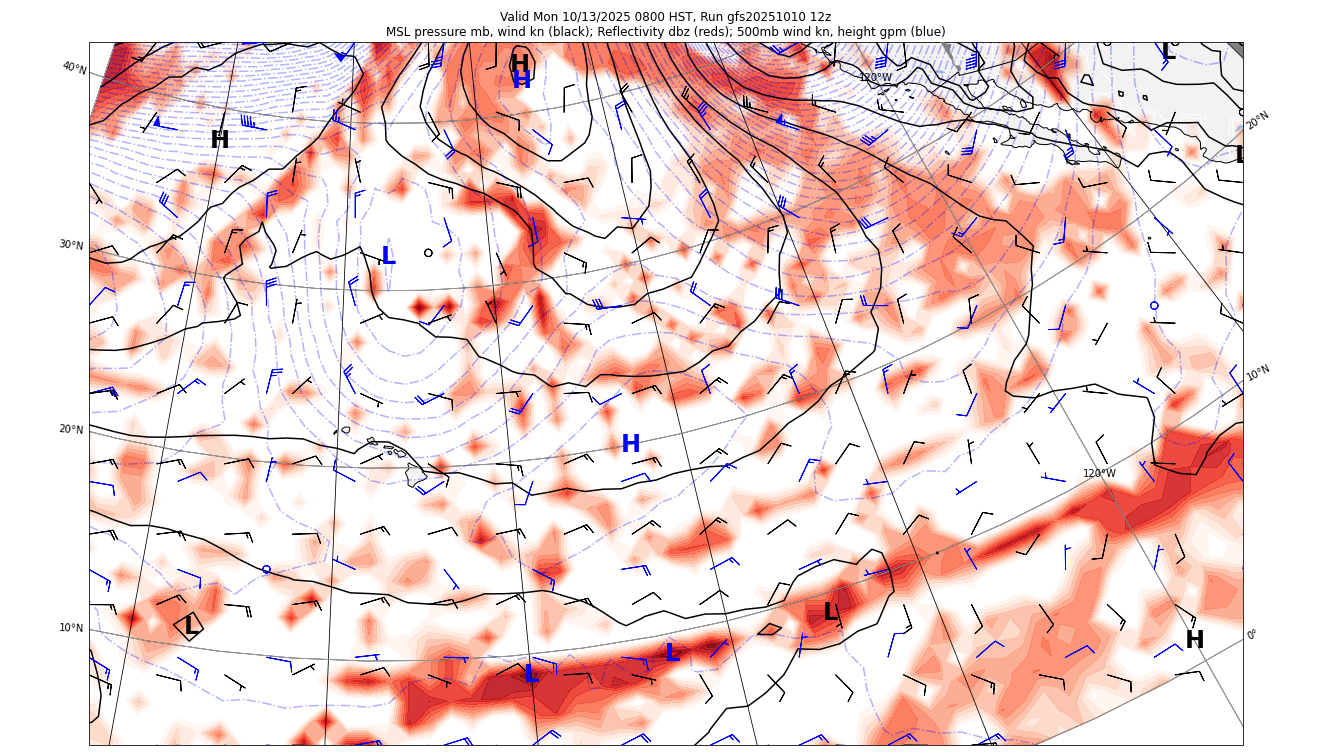 Valid Mon 10/13/2025 0800 HST, Run gfs20251010 12z
MSL pressure mb, wind kn (black); Reflectivity dbz (reds); 500mb wind kn, height gpm (blue)
H
H
L
120°W
40°N
20°N
H
L
30°N
L
10°N
20°N
H
120°W
10°N
L
L
0°
H
L
L